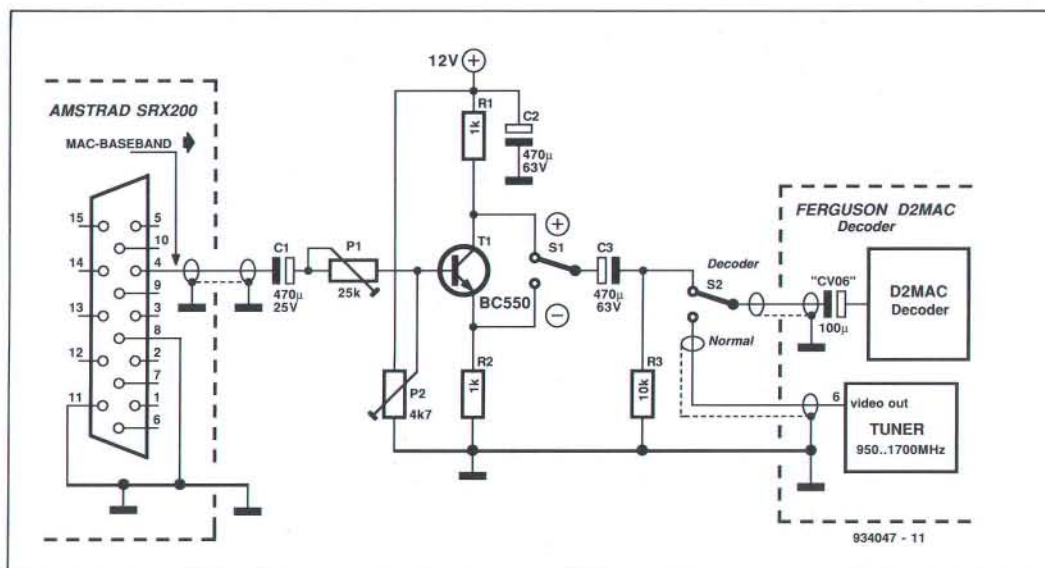 AMSTRAD SRX200
MAC-BASEBAND
15
5
10
14
4
9
13
3
8
12
2
7
11
1
6
C1
470µ
25V
P1
25k
12V
R1
1k
C2
470µ
63V
T1
BC550
P2
4k7
R2
1k
S1
C3
470µ
63V
R3
10k
Decoder
S2
Normal
FERGUSON D2MAC
Decoder
"CV06"
100µ
D2MAC
Decoder
6
video out
TUNER
950..1700MHz
934047 - 11